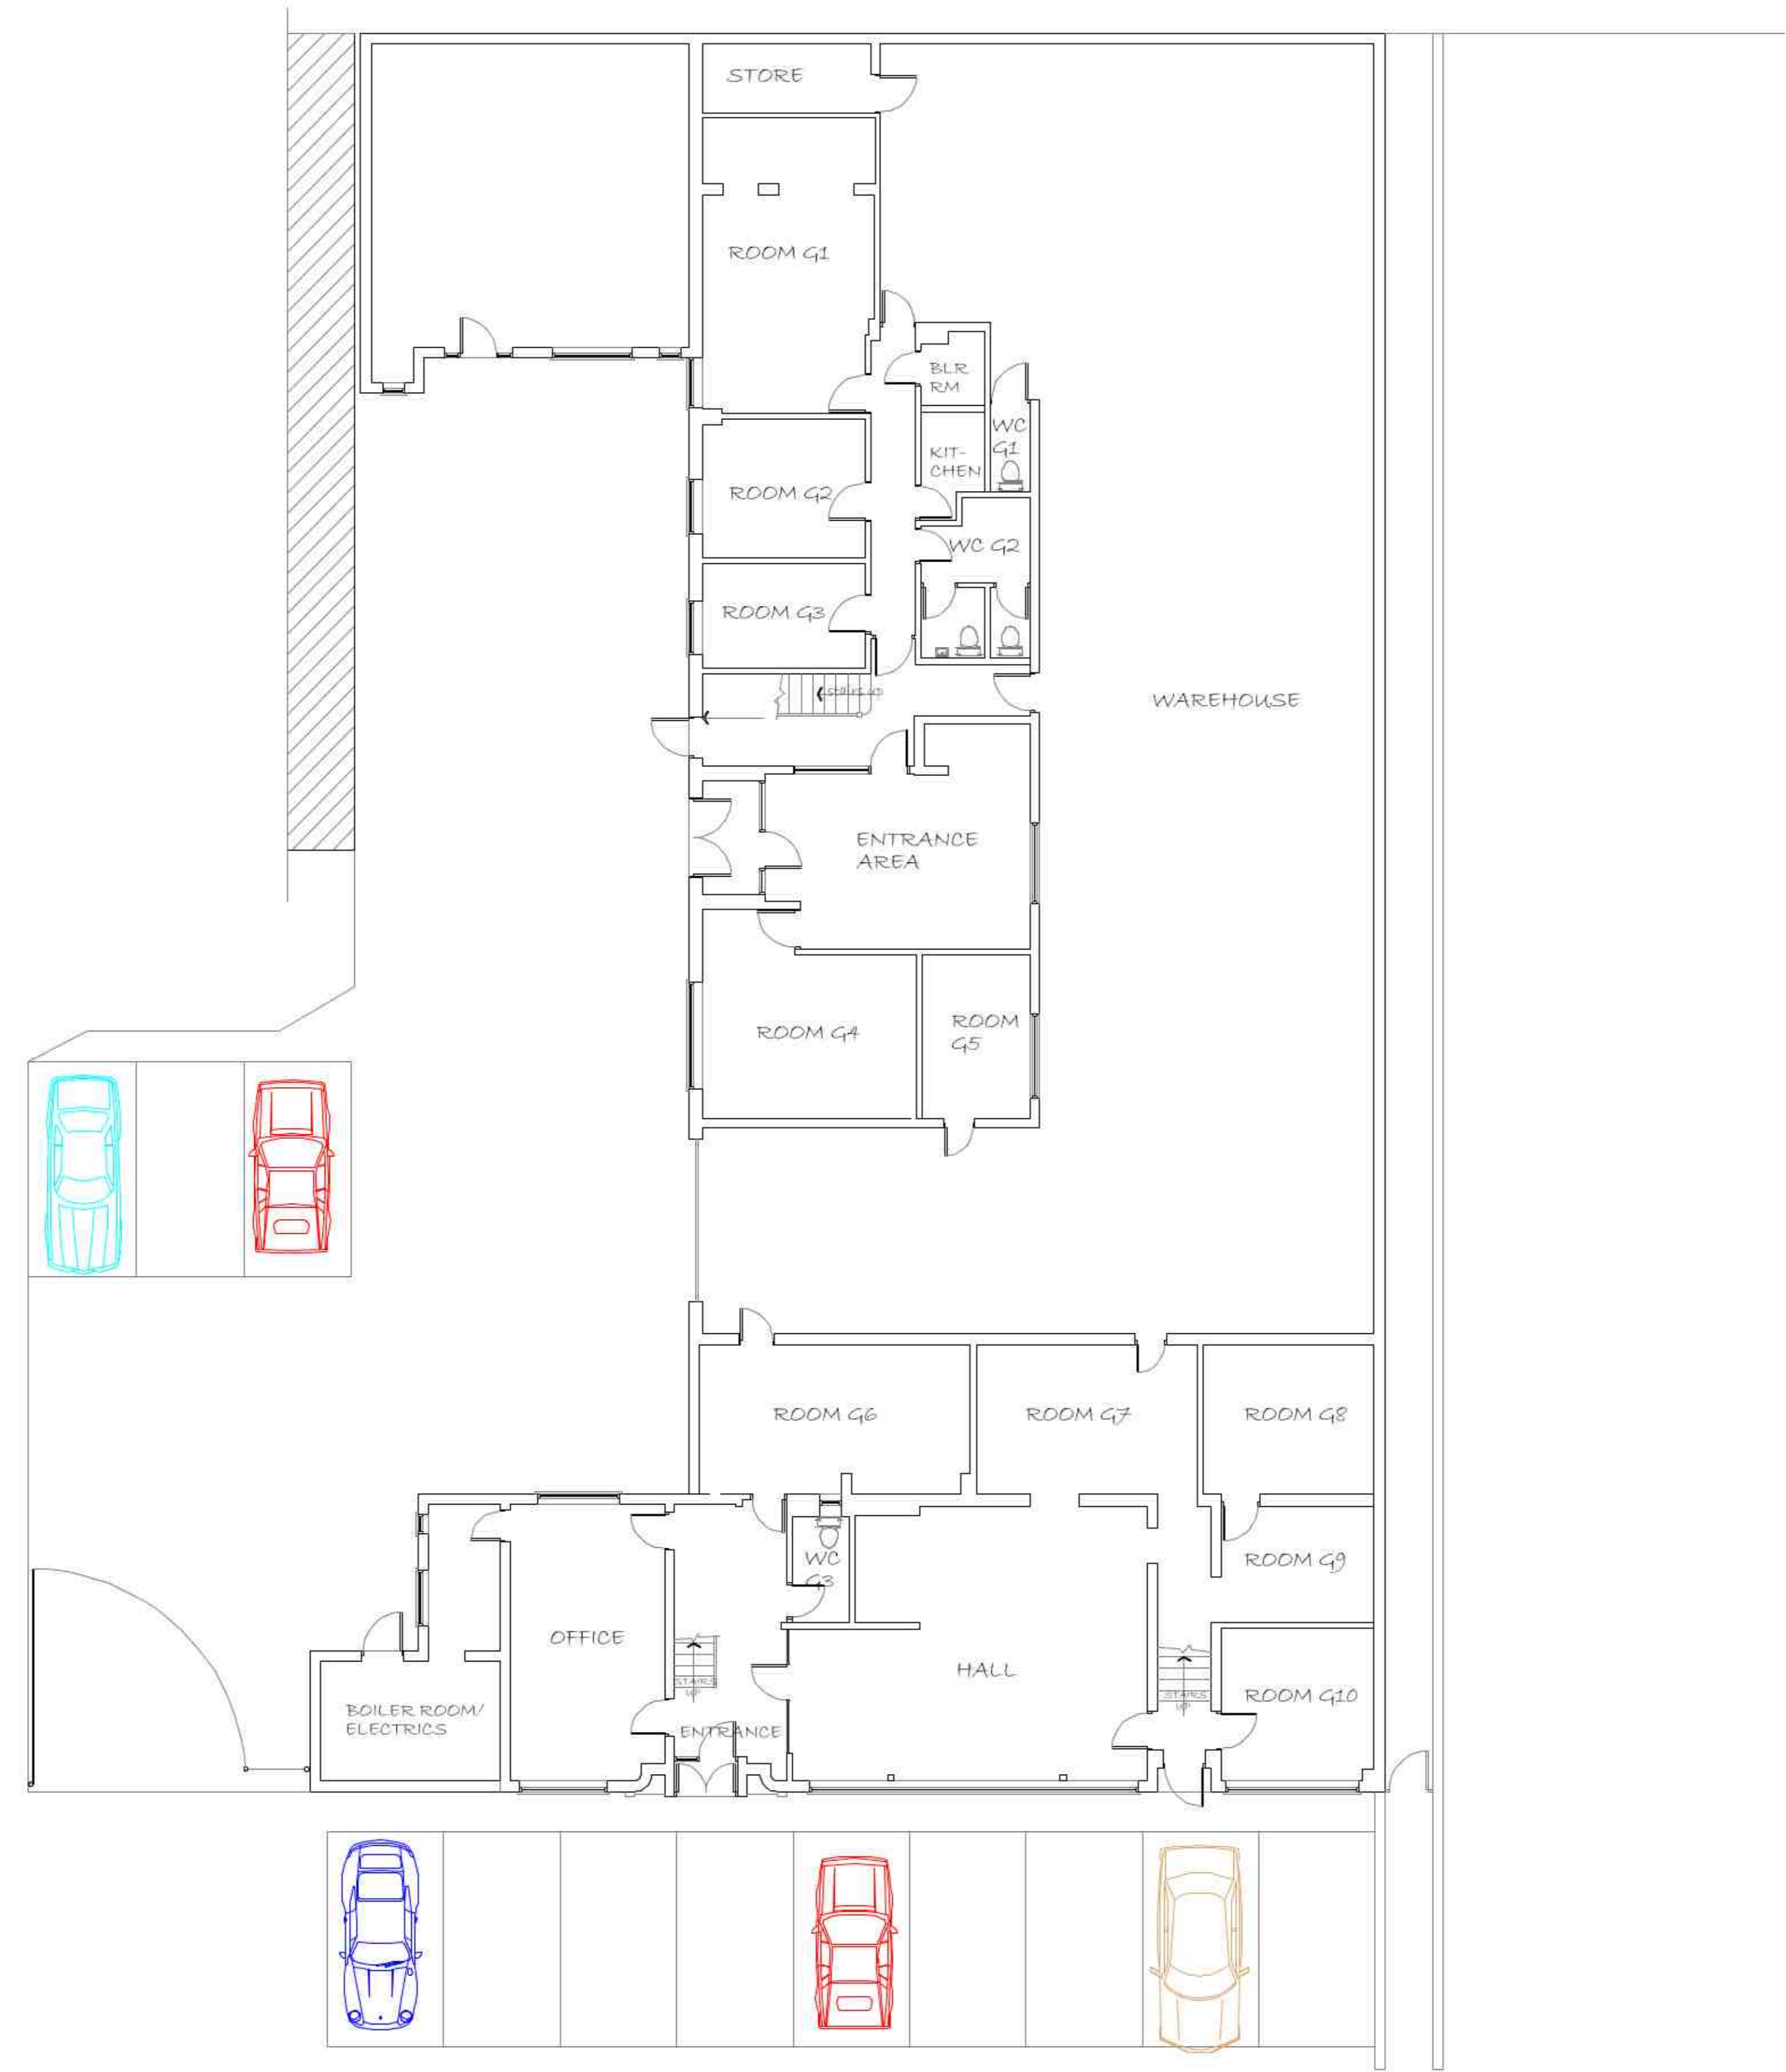 STORE
ROOM G1
BLR
RM
WC
G1
KIT-
CHEN
ROOM G2
WC G2
ROOM G3
stairs up
WAREHOUSE
ENTRANCE
AREA
ROOM G4
ROOM
G5
ROOM G6
ROOM G7
ROOM G8
WC
G3
ROOM G9
OFFICE
HALL
STAIRS
UP
STAIRS
UP
ROOM G10
BOILER ROOM/
ELECTRICS
ENTRANCE